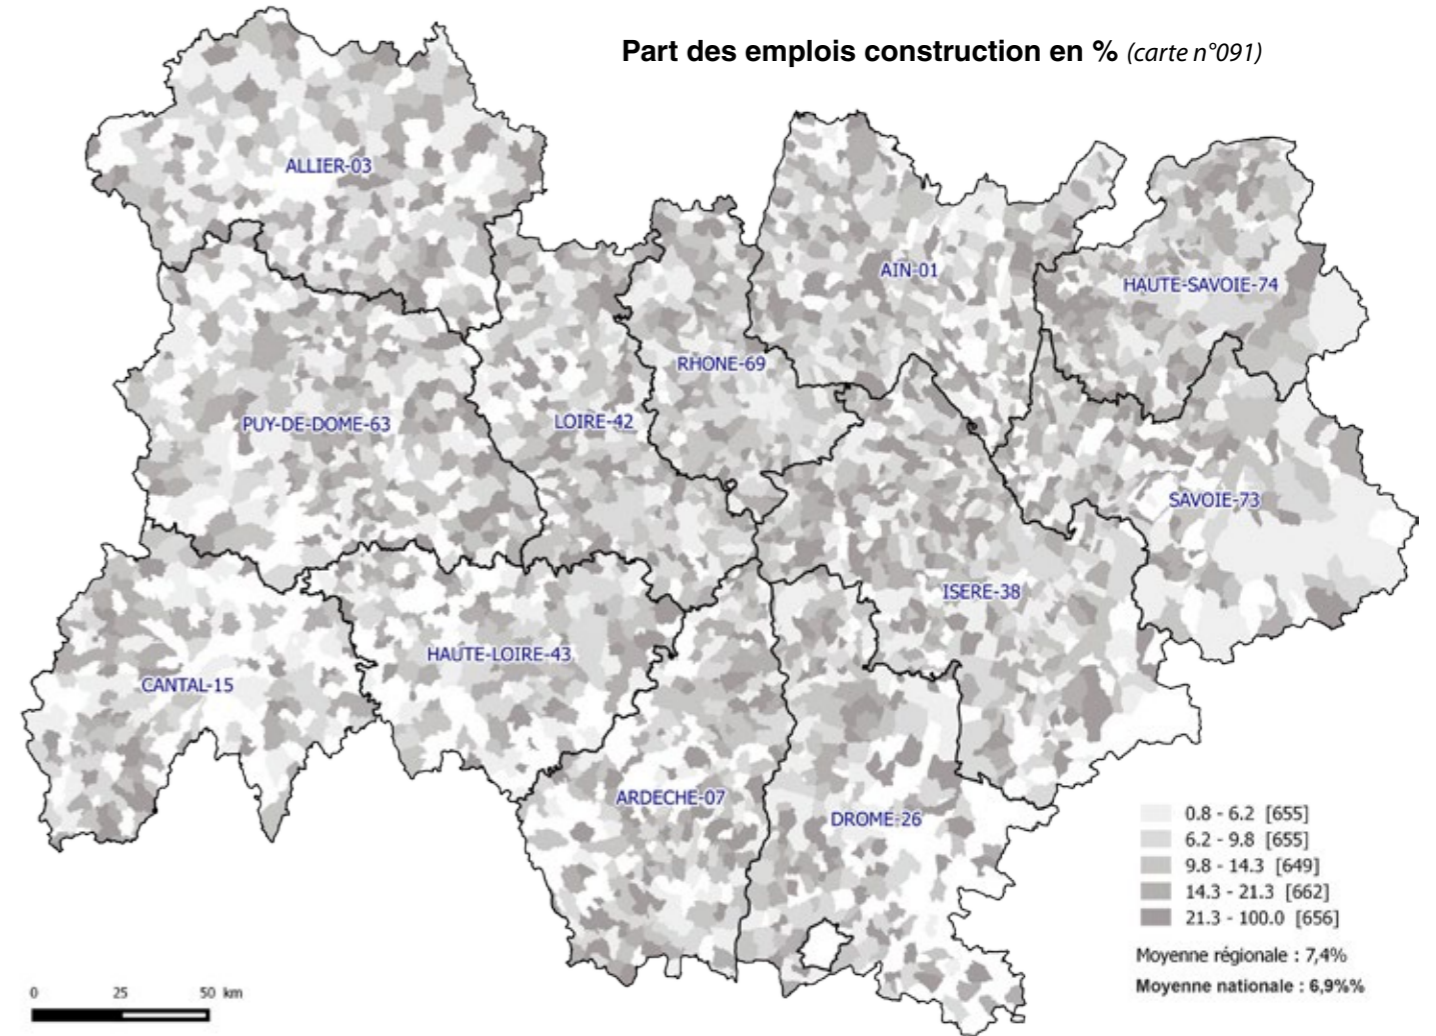 Part des emplois construction en % (carte n°091)
ALLIER-03
AIN-01
HAUTE-SAVOIE-74
RHONE-69
PUY-DE-DOME-63
LOIRE-42
SAVOIE-73
ISERE-38
HAUTE-LOIRE-43
CANTAL-15
ARDECHE-07
DROME-26
0.8 - 6.2 [655]
6.2 - 9.8 [655]
9.8 - 14.3 [649]
14.3 - 21.3 [662]
21.3 - 100.0 [656]
Moyenne régionale : 7,4%
Moyenne nationale : 6,9%%
0 25 50 km